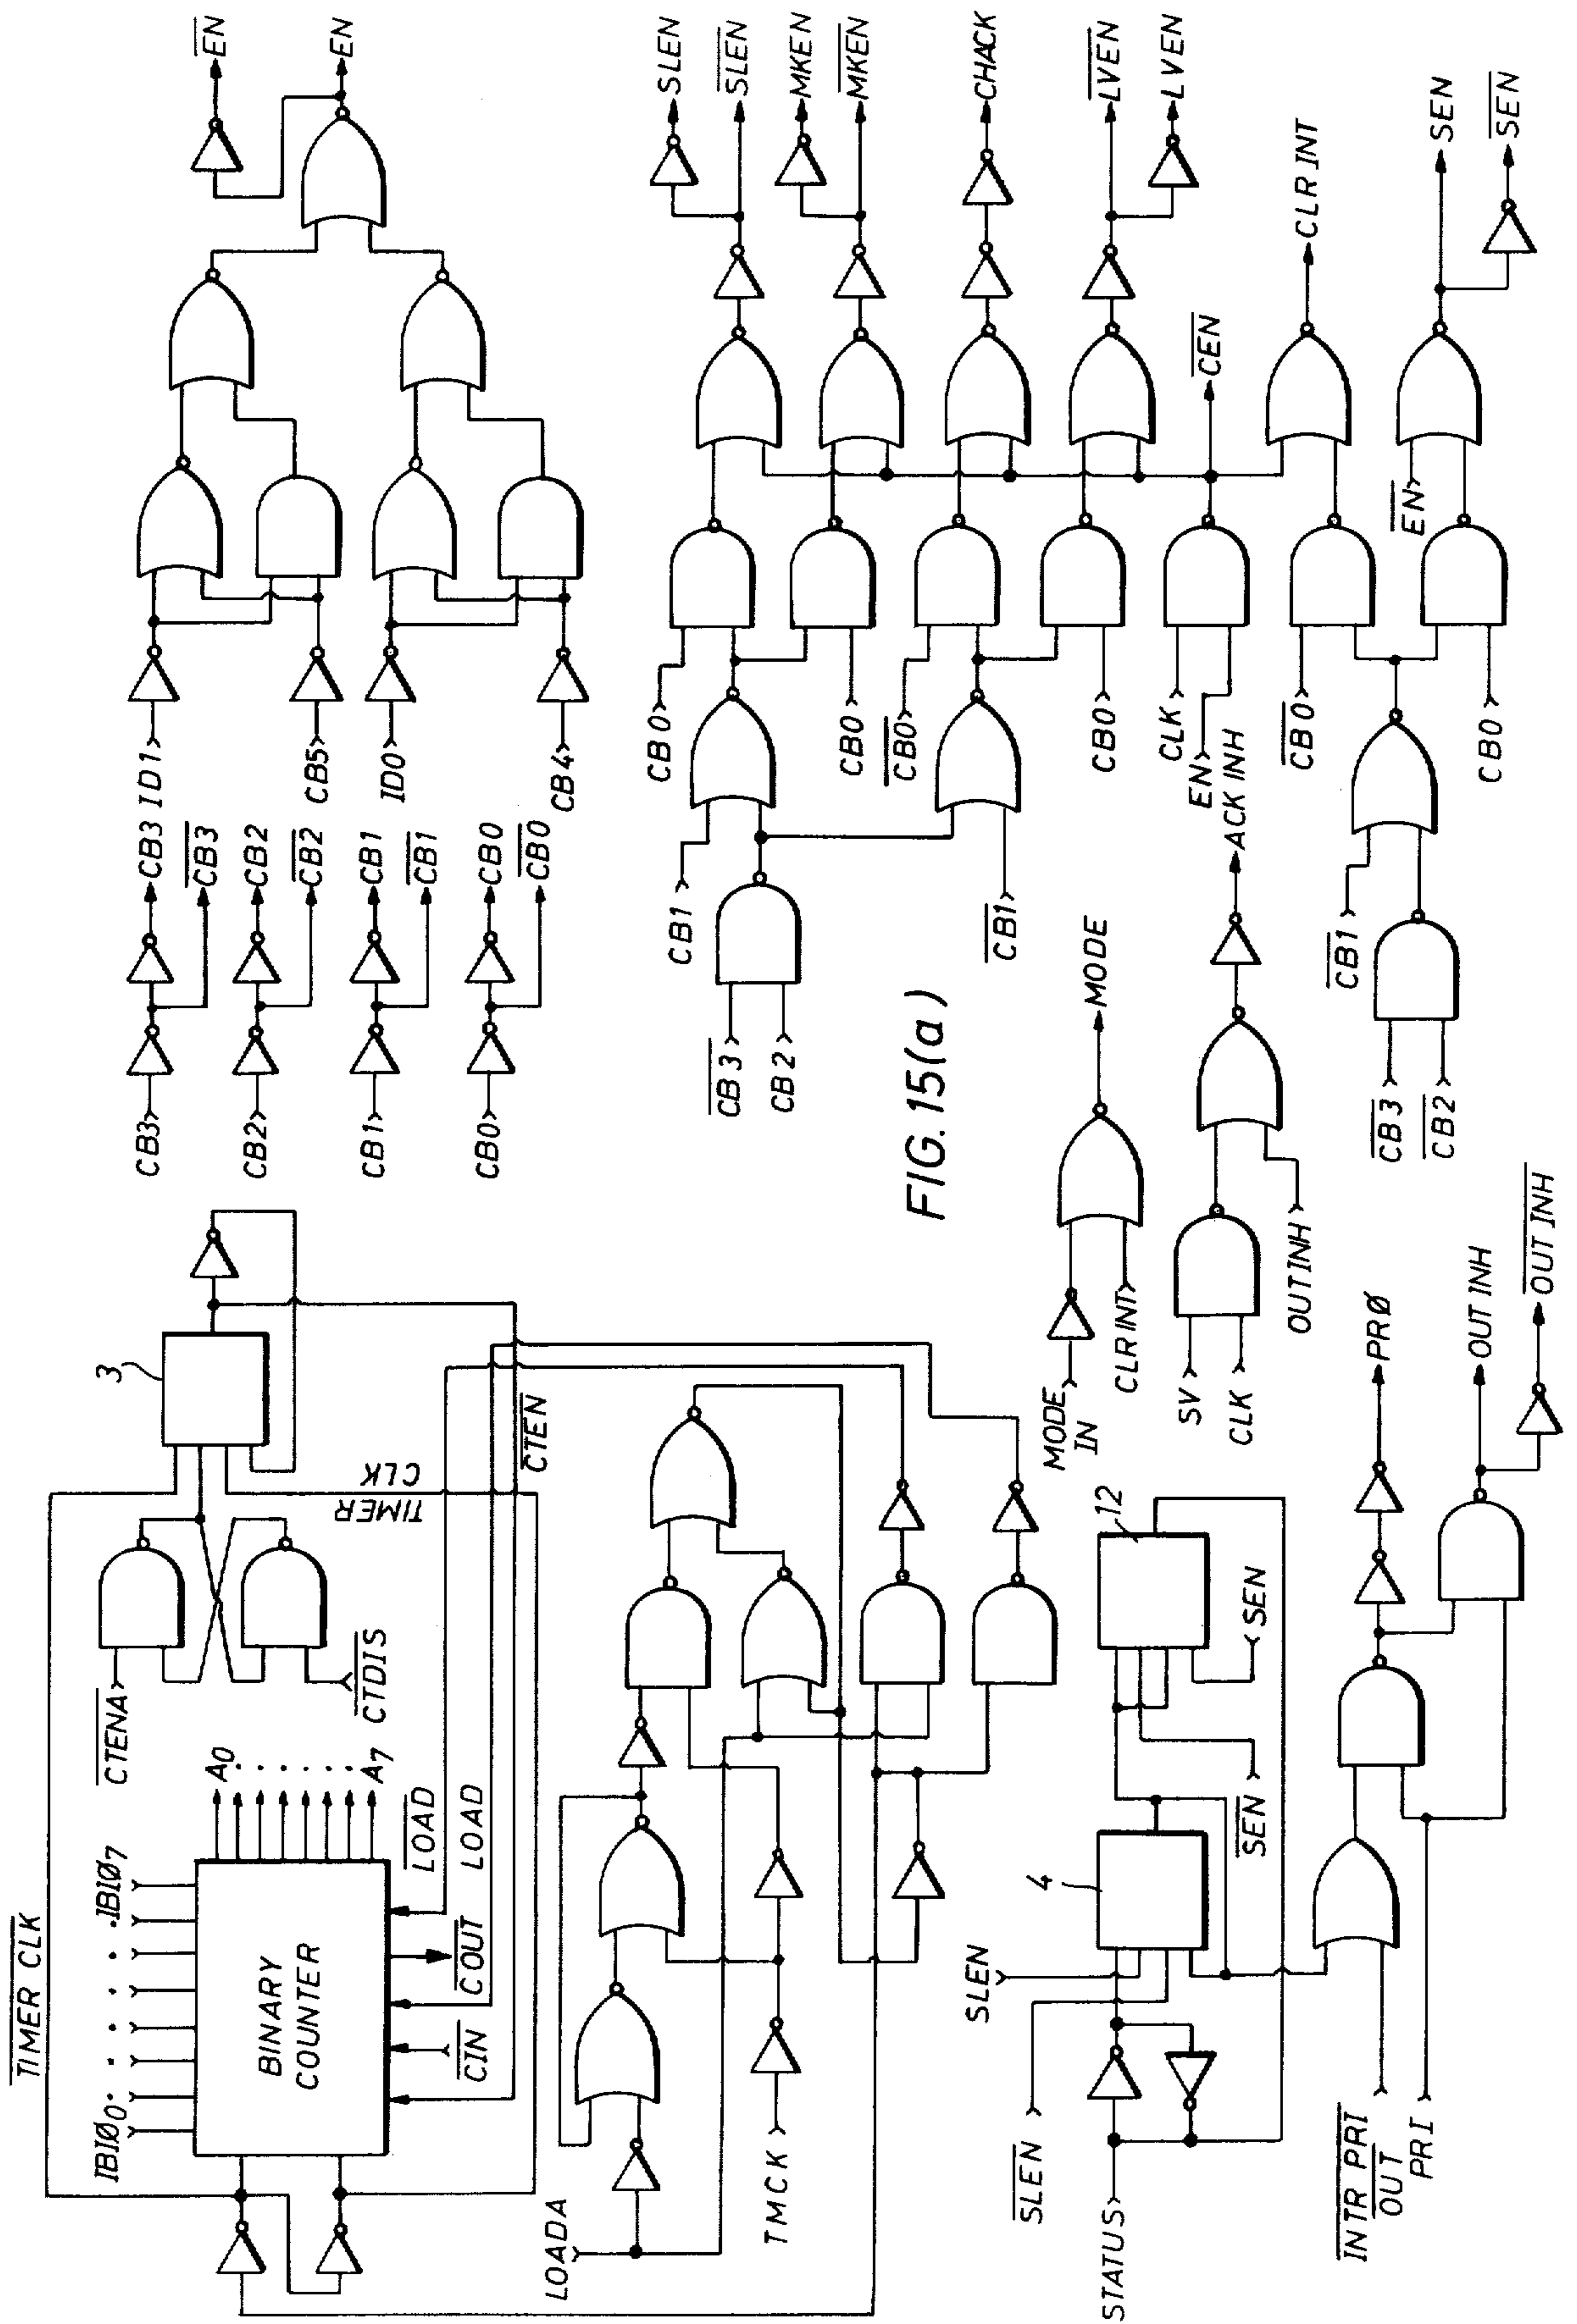 TIMER CLK
IBIØ0
IBIØ7
BINARY
COUNTER
A0
A7
LOAD
COUT
LOAD
CIN
CTENA
CTDIS
TIMER
CLK
3
CTEN
LOADA
TMCK
SLEN
SLEN
STATUS
4
12
SEN
SEN
INTR PRI
OUT
PRI
PRØ
OUT INH
OUT INH
MODE
IN
CLR INT
MODE
SV
CLK
OUT INH
ACK INH
FIG. 15(a)
CB3
CB3
CB3
CB2
CB2
CB2
CB1
CB1
CB1
CB0
CB0
CB0
ID1
CB5
ID0
CB4
EN
EN
CB3
CB2
CB1
CB1
CB0
CB0
CB0
CB0
CLK
EN
CB3
CB2
CB1
CB0
CB0
EN
SLEN
SLEN
MKEN
MKEN
CHACK
LVEN
LVEN
CEN
CLR INT
SEN
SEN